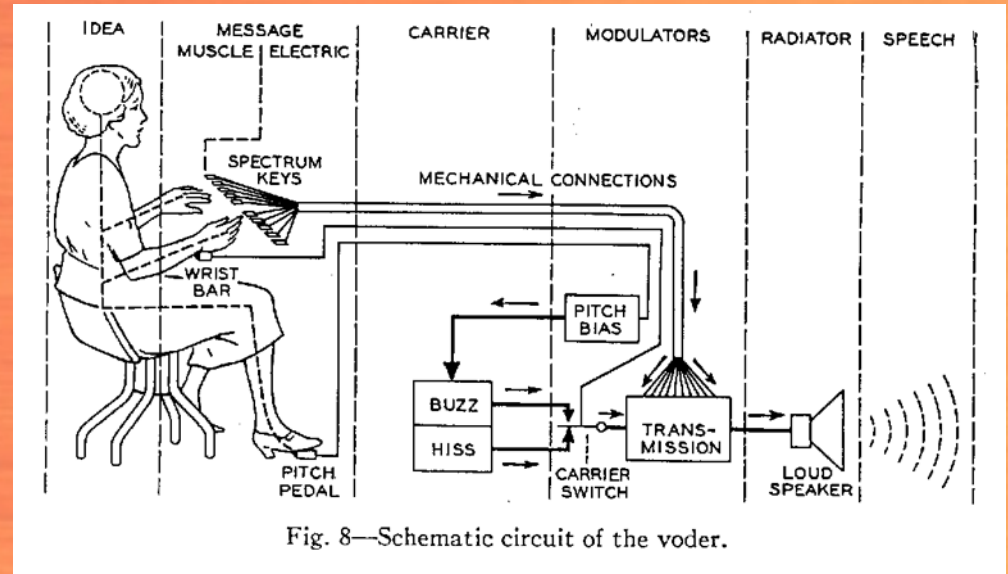 IDEA
MESSAGE
MUSCLE ELECTRIC
CARRIER
MODULATORS
RADIATOR
SPEECH
SPECTRUM
KEYS
MECHANICAL CONNECTIONS
WRIST
BAR
PITCH
BIAS
BUZZ
HISS
TRANS-
MISSION
CARRIER
SWITCH
LOUD
SPEAKER
PITCH
PEDAL
Fig. 8—Schematic circuit of the voder.